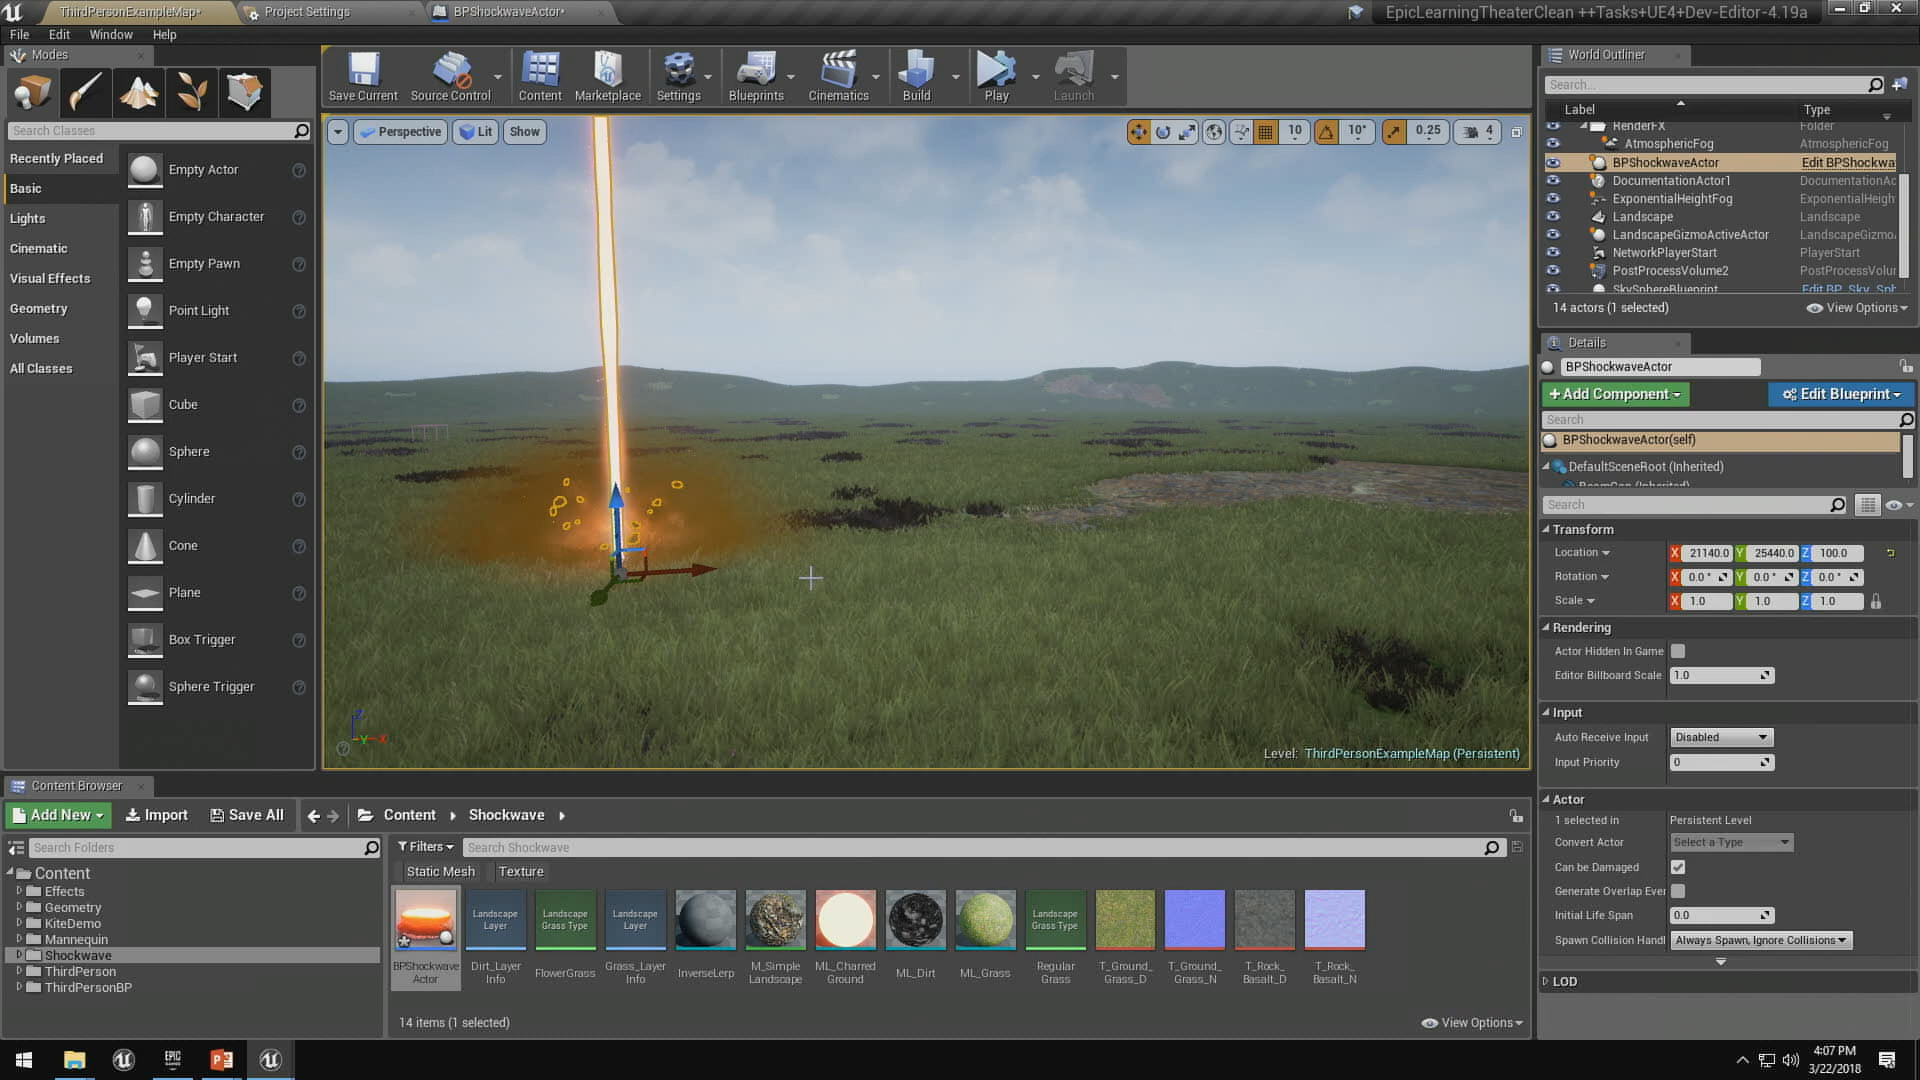 ThirdPersonExampleMap*
Project Settings
BPShockwaveActor*
EpicLearningTheaterClean ++Tasks+UE4+Dev-Editor-4.19a
File Edit Window Help
Modes
Search Classes
Recently Placed
Basic
Lights
Cinematic
Visual Effects
Geometry
Volumes
All Classes
Empty Actor
Empty Character
Empty Pawn
Point Light
Player Start
Cube
Sphere
Cylinder
Cone
Plane
Box Trigger
Sphere Trigger
Save Current
Source Control
Content
Marketplace
Settings
Blueprints
Cinematics
Build
Play
Launch
Perspective
Lit
Show
10
10°
0.25
4
Level: ThirdPersonExampleMap (Persistent)
World Outliner
Search...
Label Type
RenderFX Folder
AtmosphericFog AtmosphericFog
BPShockwaveActor Edit BPShockwa
DocumentationActor1 DocumentationAc
ExponentialHeightFog ExponentialHeigh
Landscape Landscape
LandscapeGizmoActiveActor LandscapeGizmo
NetworkPlayerStart PlayerStart
PostProcessVolume2 PostProcessVolur
SkySphereBlueprint Edit BP_Sky_Sph
14 actors (1 selected)
View Options
Details
BPShockwaveActor
+Add Component
Edit Blueprint
Search
BPShockwaveActor(self)
DefaultSceneRoot (Inherited)
Search
Transform
Location X 21140.0 Y 25440.0 Z 100.0
Rotation X 0.0° Y 0.0° Z 0.0°
Scale X 1.0 Y 1.0 Z 1.0
Rendering
Actor Hidden In Game
Editor Billboard Scale 1.0
Input
Auto Receive Input Disabled
Input Priority 0
Actor
1 selected in Persistent Level
Convert Actor Select a Type
Can be Damaged
Generate Overlap Ever
Initial Life Span 0.0
Spawn Collision Handl Always Spawn, Ignore Collisions
LOD
Content Browser
Add New
Import
Save All
Content
Shockwave
Search Folders
Content
Effects
Geometry
KiteDemo
Mannequin
Shockwave
ThirdPerson
ThirdPersonBP
Filters
Search Shockwave
Static Mesh
Texture
Landscape Layer
Landscape Grass Type
Landscape Layer
Landscape Grass Type
BPShockwave Actor
Dirt_Layer Info
FlowerGrass
Grass_Layer Info
InverseLerp
M_Simple Landscape
ML_Charred Ground
ML_Dirt
ML_Grass
Regular Grass
T_Ground_ Grass_D
T_Ground_ Grass_N
T_Rock_ Basalt_D
T_Rock_ Basalt_N
14 items (1 selected)
View Options
EPIC
4:07 PM
3/22/2018